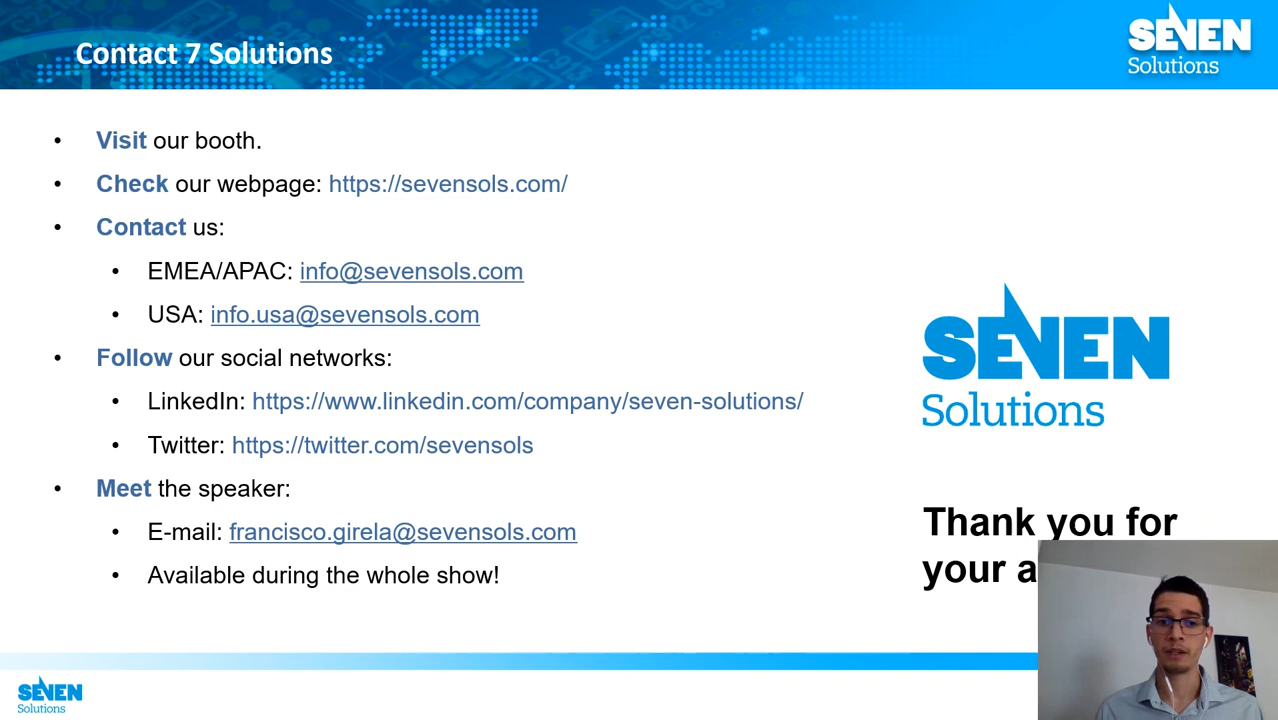 Contact 7 Solutions
SEVEN
Solutions
• Visit our booth.
• Check our webpage: https://sevensols.com/
• Contact us:
• EMEA/APAC: info@sevensols.com
• USA: info.usa@sevensols.com
• Follow our social networks:
• LinkedIn: https://www.linkedin.com/company/seven-solutions/
• Twitter: https://twitter.com/sevensols
• Meet the speaker:
• E-mail: francisco.girela@sevensols.com
• Available during the whole show!
SEVEN
Solutions
Thank you for
your a
SEVEN
Solutions